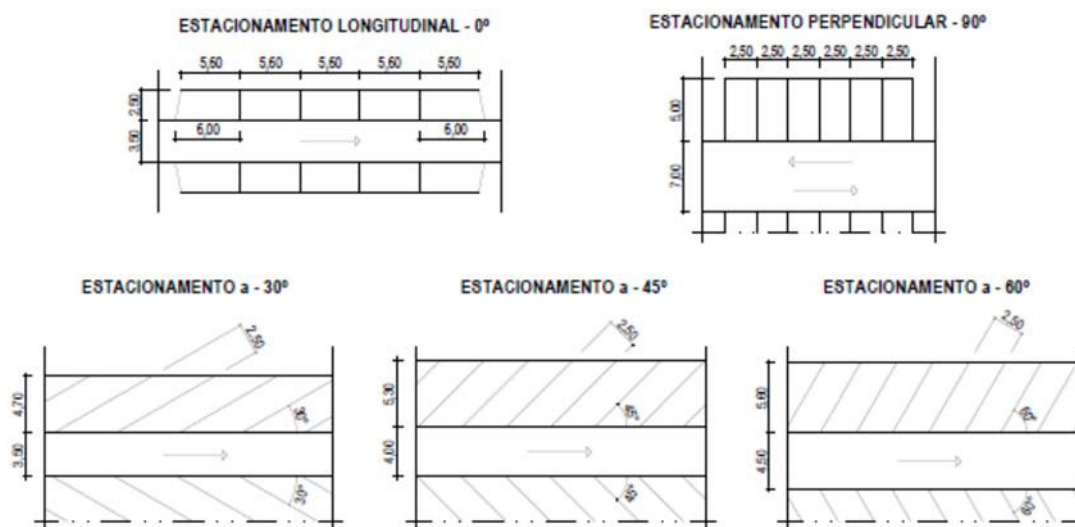 ESTACIONAMENTO LONGITUDINAL - 0º
5,60 5,60 5,60 5,60 5,60
2,50
3,50
6,00 6,00
ESTACIONAMENTO PERPENDICULAR - 90º
2,50 2,50 2,50 2,50 2,50 2,50
5,00
7,00
ESTACIONAMENTO a - 30º
2,50
4,70
30º
3,50
30º
ESTACIONAMENTO a - 45º
2,50
5,30
45º
4,00
45º
ESTACIONAMENTO a - 60º
2,50
5,60
60º
4,50
60º